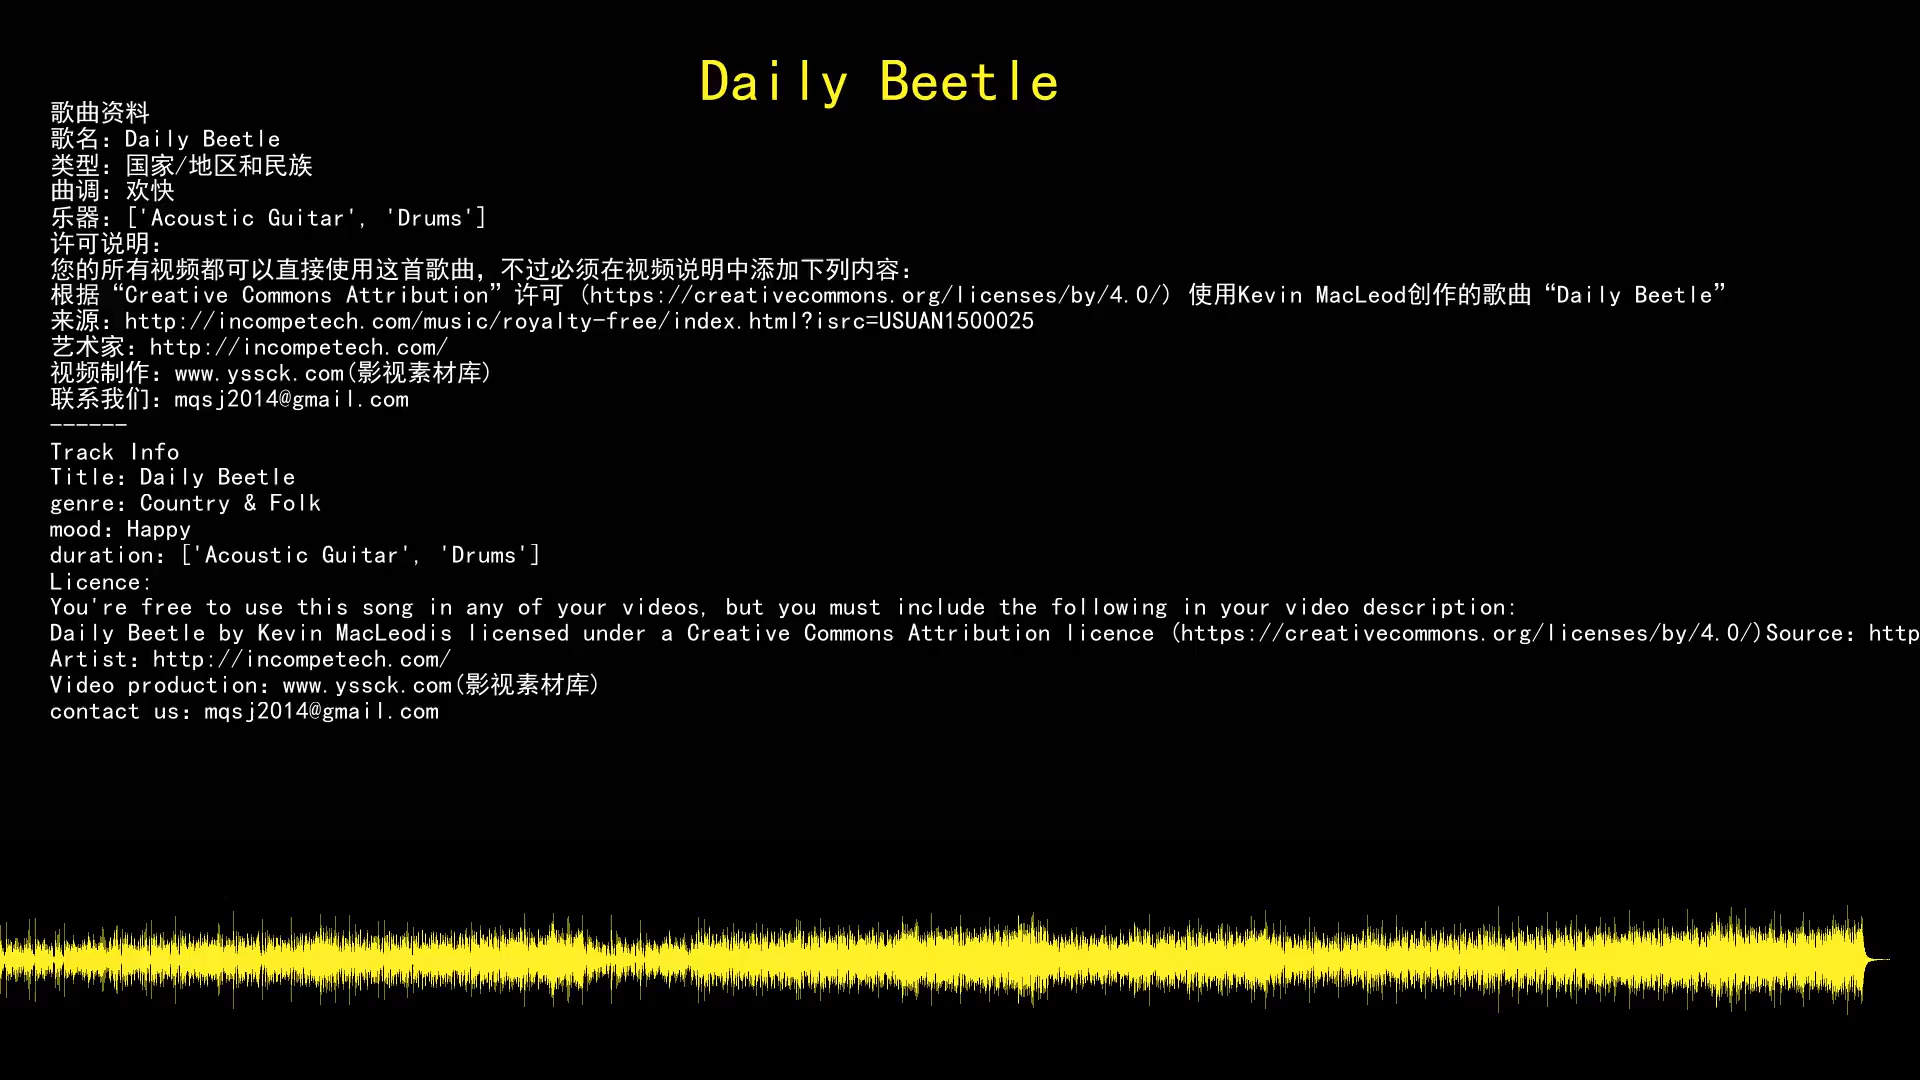 Daily Beetle
歌曲资料
歌名：Daily Beetle
类型：国家/地区和民族
曲调：欢快
乐器：['Acoustic Guitar', 'Drums']
许可说明：
您的所有视频都可以直接使用这首歌曲，不过必须在视频说明中添加下列内容：
根据“Creative Commons Attribution”许可 (https://creativecommons.org/licenses/by/4.0/) 使用Kevin MacLeod创作的歌曲“Daily Beetle”
来源：http://incompetech.com/music/royalty-free/index.html?isrc=USUAN1500025
艺术家：http://incompetech.com/
视频制作：www.yssck.com(影视素材库)
联系我们：mqsj2014@gmail.com
------
Track Info
Title：Daily Beetle
genre：Country & Folk
mood：Happy
duration：['Acoustic Guitar', 'Drums']
Licence:
You're free to use this song in any of your videos, but you must include the following in your video description:
Daily Beetle by Kevin MacLeodis licensed under a Creative Commons Attribution licence (https://creativecommons.org/licenses/by/4.0/)Source：http
Artist：http://incompetech.com/
Video production：www.yssck.com(影视素材库)
contact us：mqsj2014@gmail.com